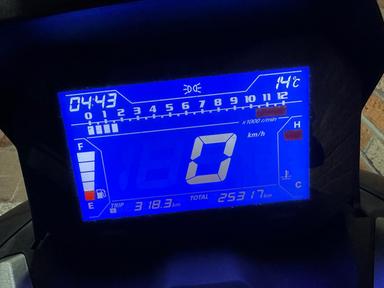 04:43 14°C
0 1 2 3 4 5 6 7 8 9 10 11 12
x1000 r/min
F H
0 km/h
E C
TRIP 318.3 km TOTAL 25317 km